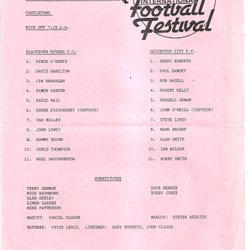 INTERNATIONAL
Football
Festival
CASTLETOWN
KICK OFF 7.15 p.m.
BLACKBURN ROVERS F.C. LEICESTER CITY F.C.
1. VINCE O'KEEFE 1. GERRY ROBERTS
2. DAVID HAMILTON 2. PAUL RAMSEY
3. JIM BRANAGAN 3. BOB HAZELL
4. SIMON BARKER 4. ROBERT KELLY
5. DAVID MAIL 5. RUSSELL OSMAN
6. DEREK FAZACKERLEY (CAPTAIN) 6. JOHN O'NEILL (CAPTAIN)
7. IAN MILLER 7. STEVE LYNEX
8. JOHN LOWEY 8. MARK BRIGHT
9. JIMMY QUINN 9. ALAN SMITH
10. CHRIS THOMPSON 10. IAN WILSON
11. NOEL BROTHERSTON 11. BOBBY SMITH
SUBSTITUTES
TERRY GENNOE DAVE RENNIE
MICK RATHBONE BOBBY JONES
GLEN KEELEY
SIMON GARNER
MIKE PATTERSON
MASCOT: DANIEL CLAGUE MASCOT: STEVEN WEBSTER
REFEREE: PETER LEWIS, LINESMEN: GARY ROBERTS, JOHN CLAGUE.